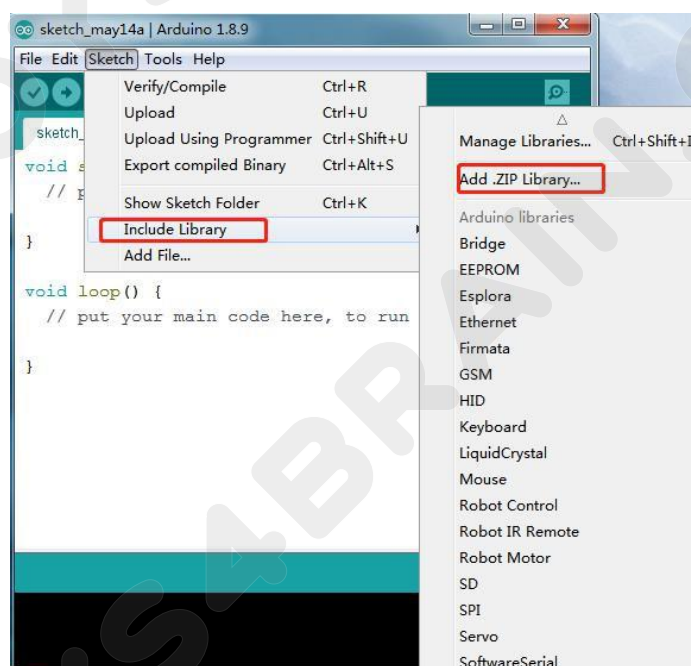 sketch_may14a | Arduino 1.8.9
File Edit Sketch Tools Help
Verify/Compile Ctrl+R
Upload Ctrl+U
Upload Using Programmer Ctrl+Shift+U
Export compiled Binary Ctrl+Alt+S
Show Sketch Folder Ctrl+K
Include Library
Add File...
sketch_
void s
// p
}
void loop() {
// put your main code here, to run
}
Manage Libraries... Ctrl+Shift+I
Add .ZIP Library...
Arduino libraries
Bridge
EEPROM
Esplora
Ethernet
Firmata
GSM
HID
Keyboard
LiquidCrystal
Mouse
Robot Control
Robot IR Remote
Robot Motor
SD
SPI
Servo
SoftwareSerial